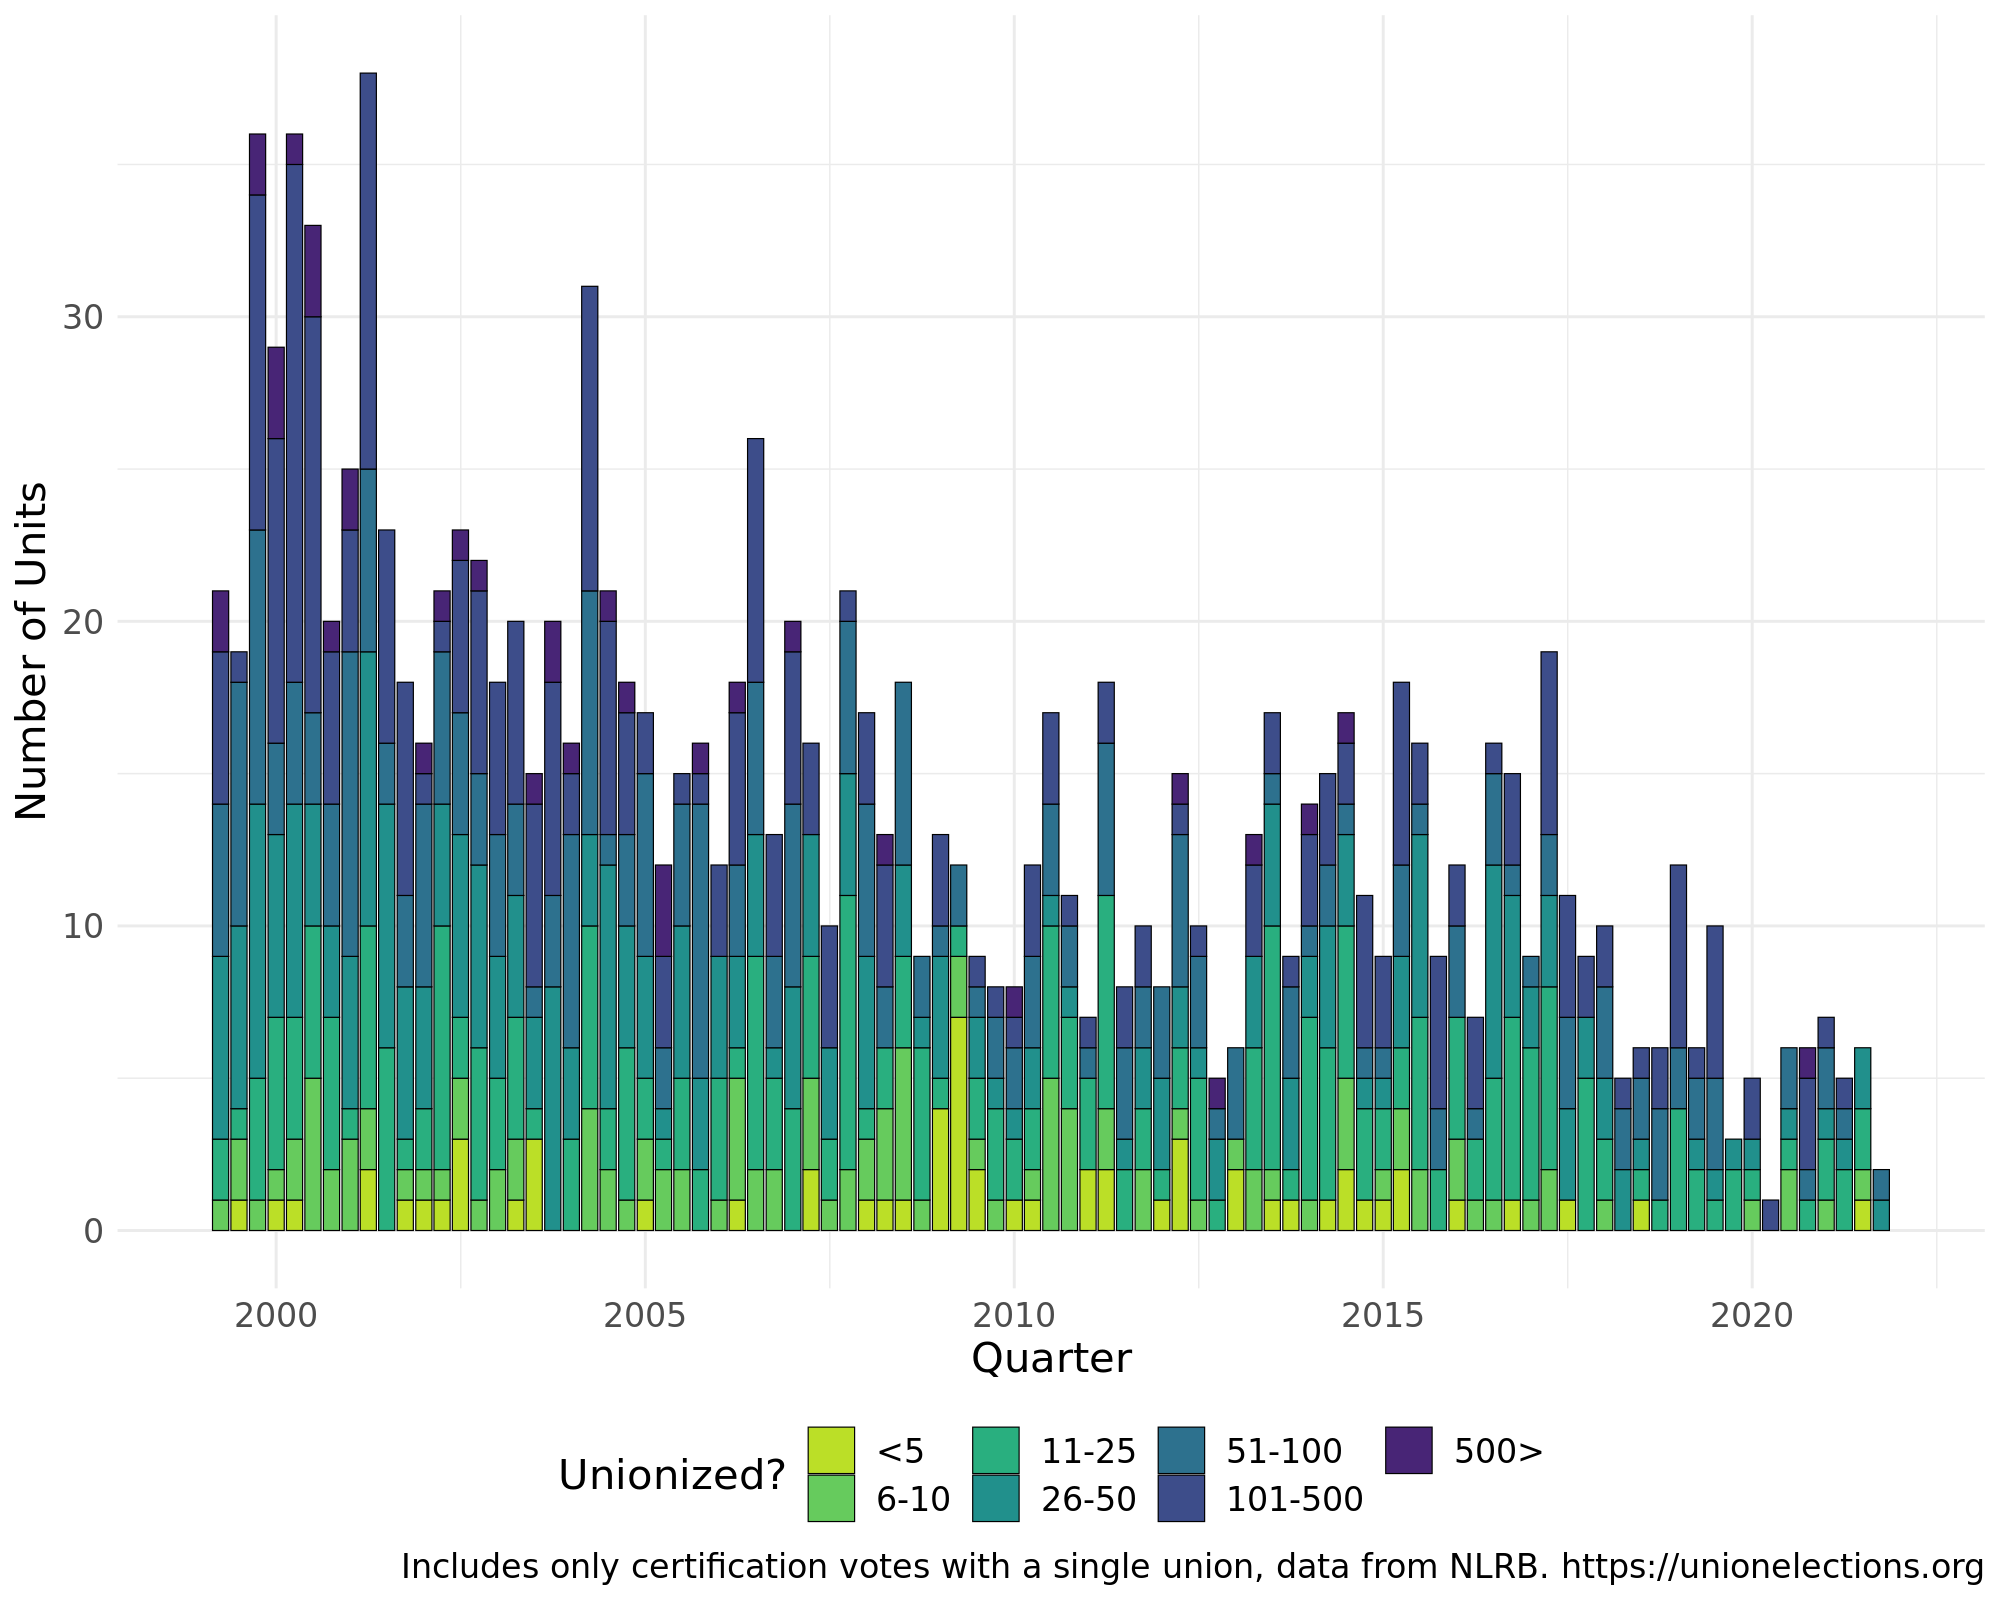 Number of Units
30
20
10
0
2000 2005 2010 2015 2020
Quarter
Unionized?
<5 11-25 51-100 500>
6-10 26-50 101-500
Includes only certification votes with a single union, data from NLRB. https://unionelections.org